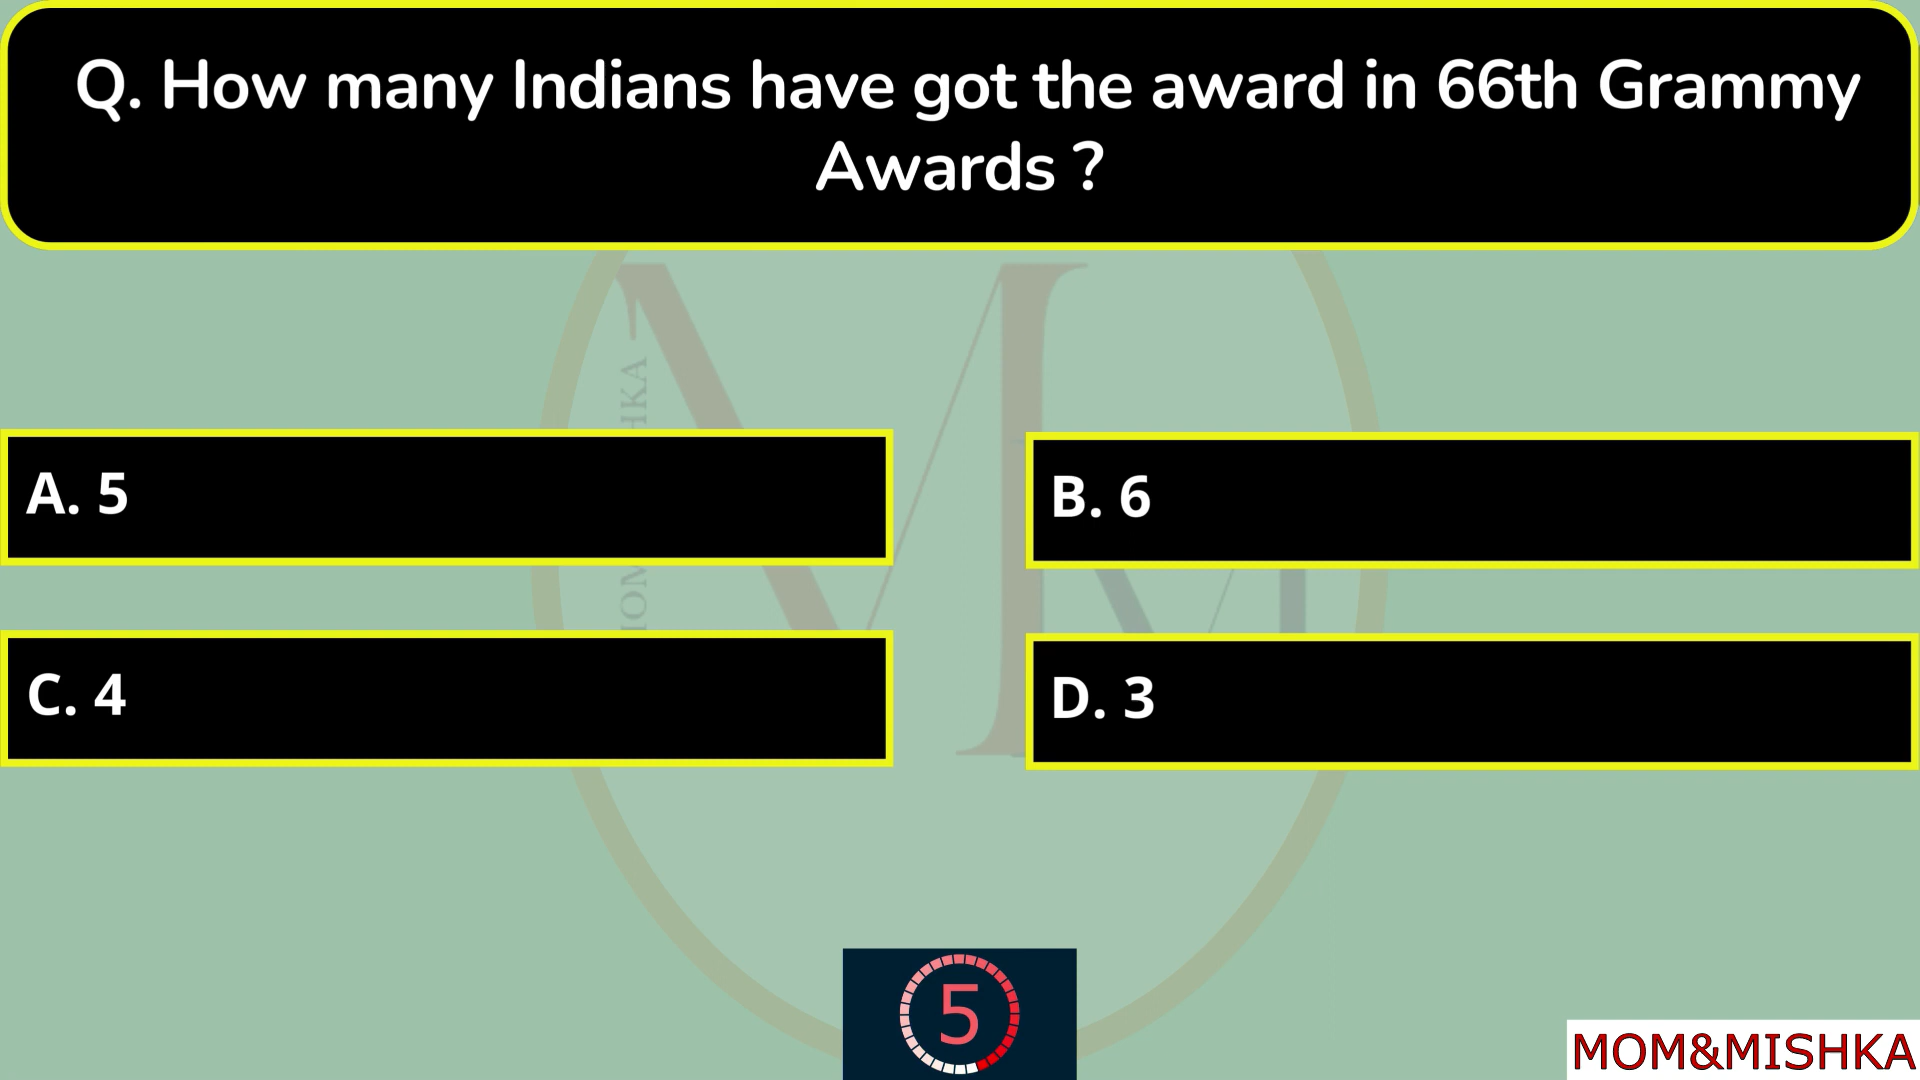 Q. How many Indians have got the award in 66th Grammy
Awards ?
A. 5
B. 6
C. 4
D. 3
5
MOM&MISHKA